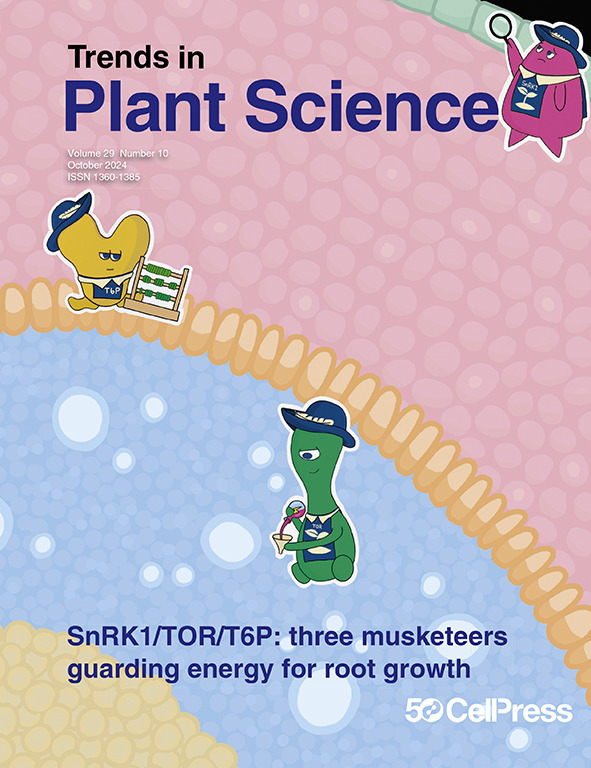 Trends in
Plant Science
Volume 29 Number 10
October 2024
ISSN 1360-1385
SnRK1
T6P
TOR
SnRK1/TOR/T6P: three musketeers
guarding energy for root growth
50 CellPress